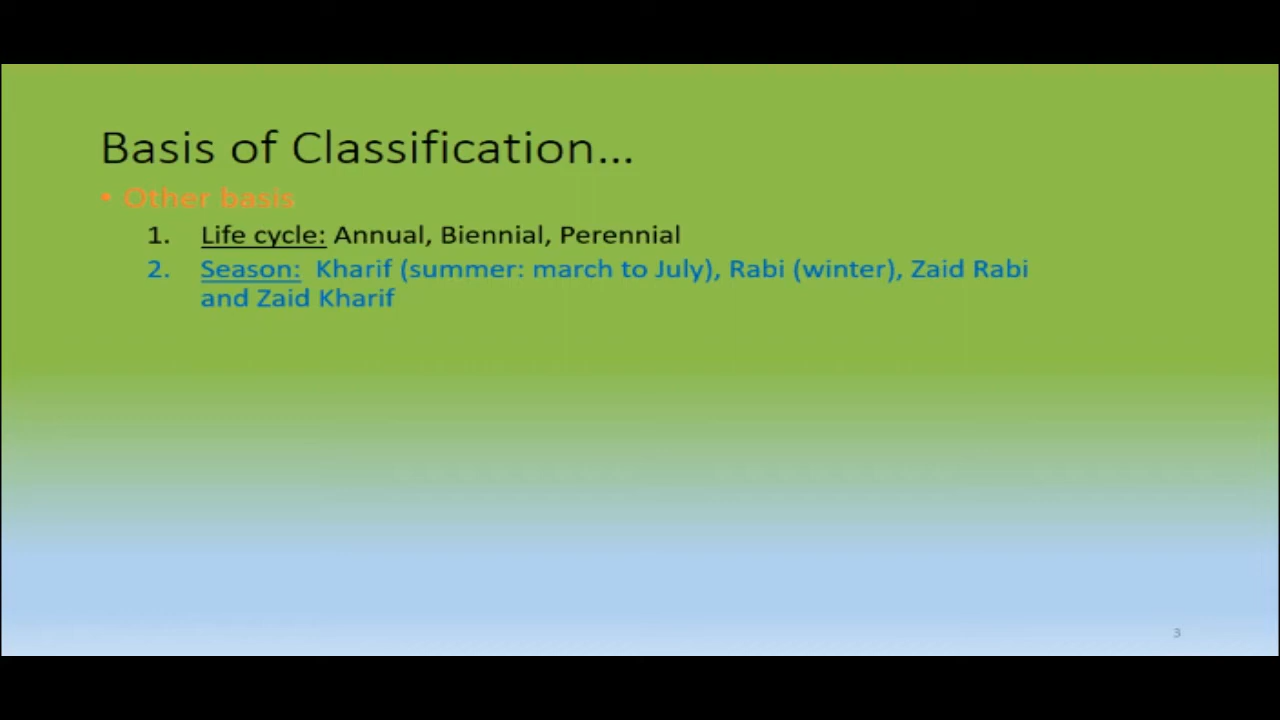 Basis of Classification...
• Other basis
1. Life cycle: Annual, Biennial, Perennial
2. Season: Kharif (summer: march to July), Rabi (winter), Zaid Rabi
and Zaid Kharif
3